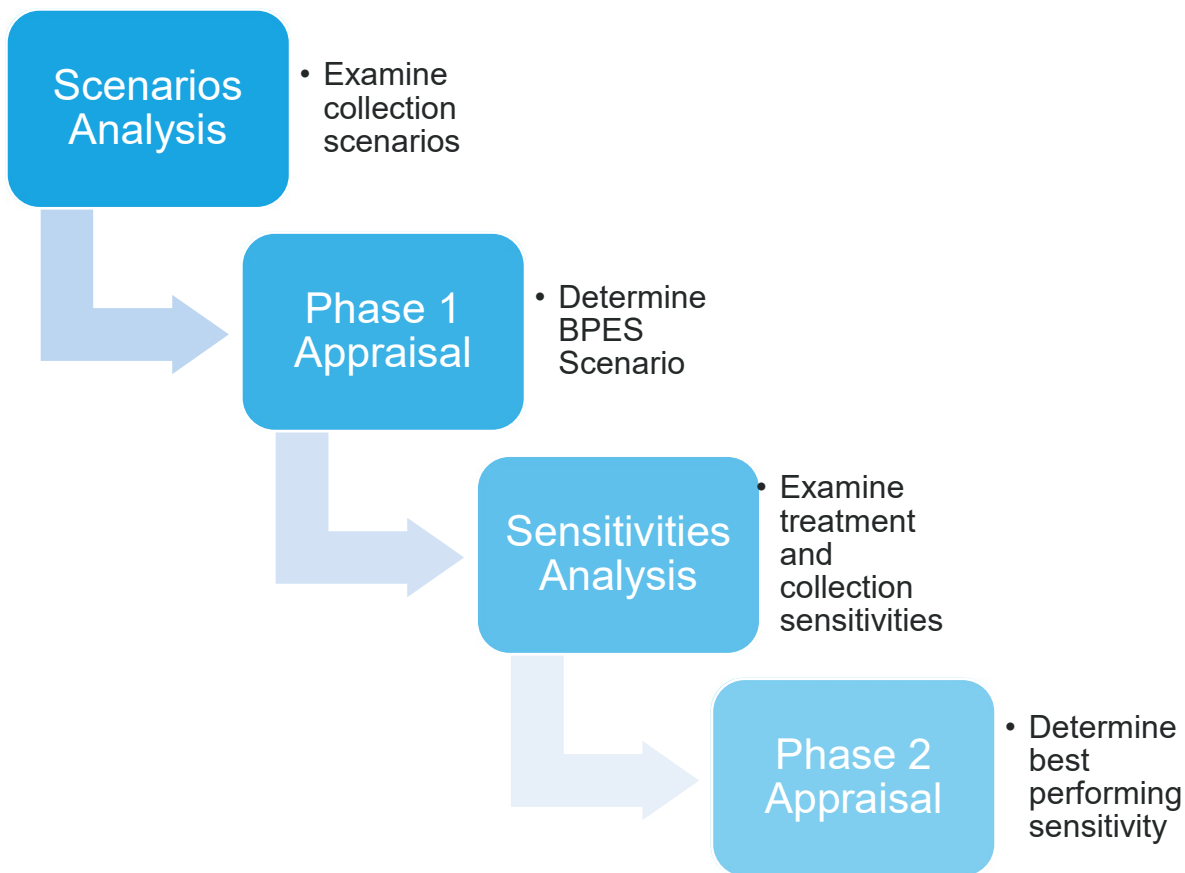 Scenarios
Analysis
• Examine
collection
scenarios
Phase 1
Appraisal
• Determine
BPES
Scenario
Sensitivities
Analysis
• Examine
treatment
and
collection
sensitivities
Phase 2
Appraisal
• Determine
best
performing
sensitivity